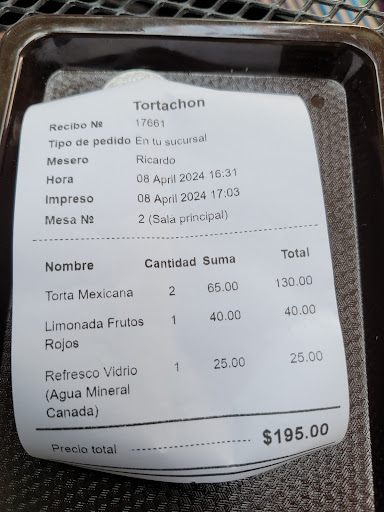 Tortachon
Recibo № 17661
Tipo de pedido En tu sucursal
Mesero Ricardo
Hora 08 April 2024 16:31
Impreso 08 April 2024 17:03
Mesa № 2 (Sala principal)
Nombre Cantidad Suma Total
Torta Mexicana 2 65.00 130.00
Limonada Frutos 1 40.00 40.00
Rojos
Refresco Vidrio 1 25.00 25.00
(Agua Mineral
Canada)
Precio total $195.00